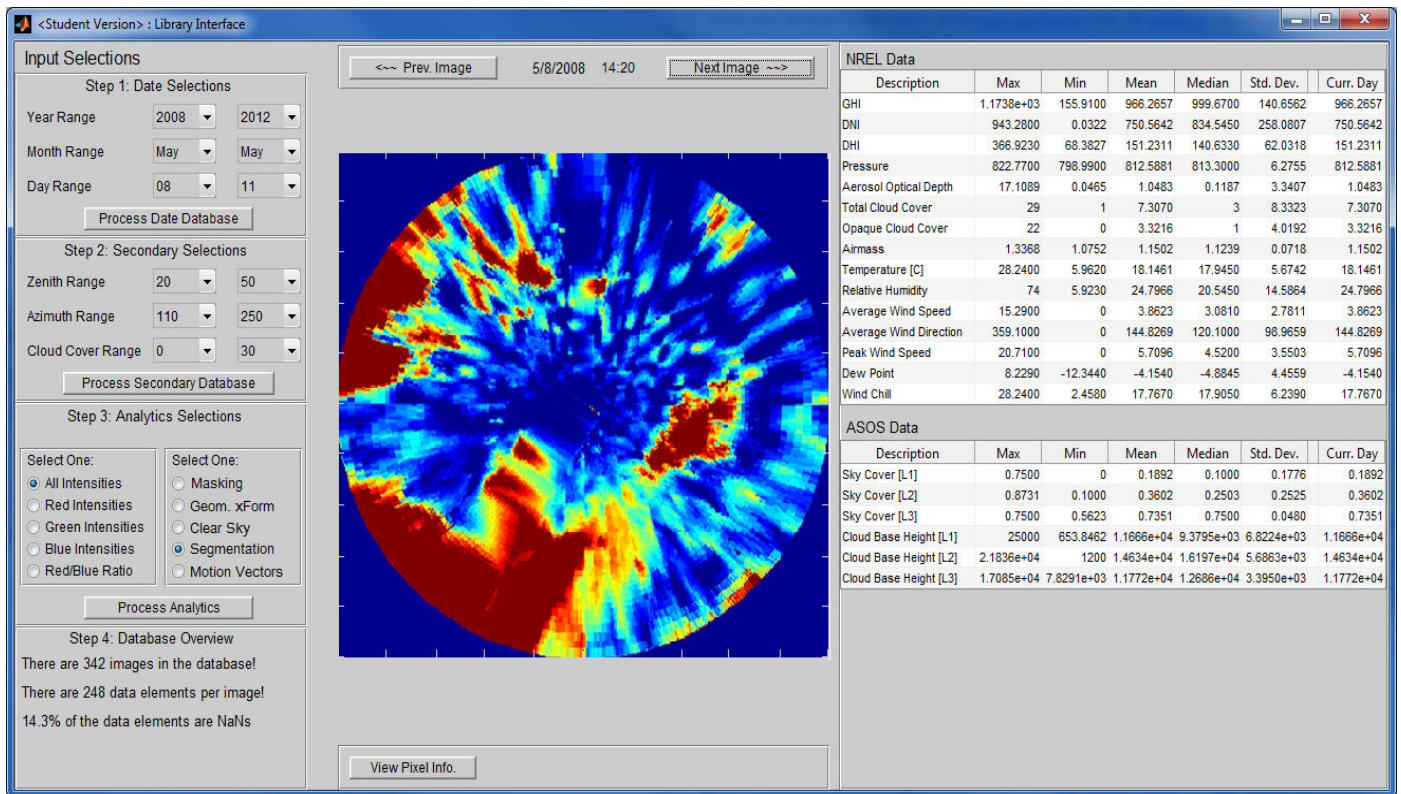 <Student Version> : Library Interface
Input Selections
Step 1: Date Selections
Year Range 2008 2012
Month Range May May
Day Range 08 11
Process Date Database
Step 2: Secondary Selections
Zenith Range 20 50
Azimuth Range 110 250
Cloud Cover Range 0 30
Process Secondary Database
Step 3: Analytics Selections
Select One:
All Intensities
Red Intensities
Green Intensities
Blue Intensities
Red/Blue Ratio
Select One:
Masking
Geom. xForm
Clear Sky
Segmentation
Motion Vectors
Process Analytics
Step 4: Database Overview
There are 342 images in the database!
There are 248 data elements per image!
14.3% of the data elements are NaNs
<~~ Prev. Image 5/8/2008 14:20 Next Image ~~>
View Pixel Info.
NREL Data
Description Max Min Mean Median Std. Dev. Curr. Day
GHI 1.1738e+03 155.9100 966.2657 999.6700 140.6562 966.2657
DNI 943.2800 0.0322 750.5642 834.5450 258.0807 750.5642
DHI 366.9230 68.3827 151.2311 140.6330 62.0318 151.2311
Pressure 822.7700 798.9900 812.5881 813.3000 6.2755 812.5881
Aerosol Optical Depth 17.1089 0.0465 1.0483 0.1187 3.3407 1.0483
Total Cloud Cover 29 1 7.3070 3 8.3323 7.3070
Opaque Cloud Cover 22 0 3.3216 1 4.0192 3.3216
Airmass 1.3368 1.0752 1.1502 1.1239 0.0718 1.1502
Temperature [C] 28.2400 5.9620 18.1461 17.9450 5.6742 18.1461
Relative Humidity 74 5.9230 24.7966 20.5450 14.5864 24.7966
Average Wind Speed 15.2900 0 3.8623 3.0810 2.7811 3.8623
Average Wind Direction 359.1000 0 144.8269 120.1000 98.9659 144.8269
Peak Wind Speed 20.7100 0 5.7096 4.5200 3.5503 5.7096
Dew Point 8.2290 -12.3440 -4.1540 -4.8845 4.4559 -4.1540
Wind Chill 28.2400 2.4580 17.7670 17.9050 6.2390 17.7670
ASOS Data
Description Max Min Mean Median Std. Dev. Curr. Day
Sky Cover [L1] 0.7500 0 0.1892 0.1000 0.1776 0.1892
Sky Cover [L2] 0.8731 0.1000 0.3602 0.2503 0.2525 0.3602
Sky Cover [L3] 0.7500 0.5623 0.7351 0.7500 0.0480 0.7351
Cloud Base Height [L1] 25000 653.8462 1.1666e+04 9.3795e+03 6.8224e+03 1.1666e+04
Cloud Base Height [L2] 2.1836e+04 1200 1.4634e+04 1.6197e+04 5.6863e+03 1.4634e+04
Cloud Base Height [L3] 1.7085e+04 7.8291e+03 1.1772e+04 1.2686e+04 3.3950e+03 1.1772e+04